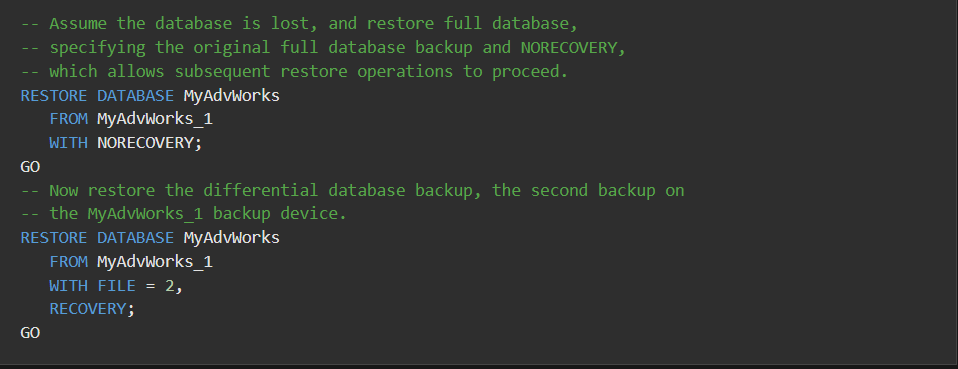 -- Assume the database is lost, and restore full database,
-- specifying the original full database backup and NORECOVERY,
-- which allows subsequent restore operations to proceed.
RESTORE DATABASE MyAdvWorks
   FROM MyAdvWorks_1
   WITH NORECOVERY;
GO
-- Now restore the differential database backup, the second backup on
-- the MyAdvWorks_1 backup device.
RESTORE DATABASE MyAdvWorks
   FROM MyAdvWorks_1
   WITH FILE = 2,
   RECOVERY;
GO